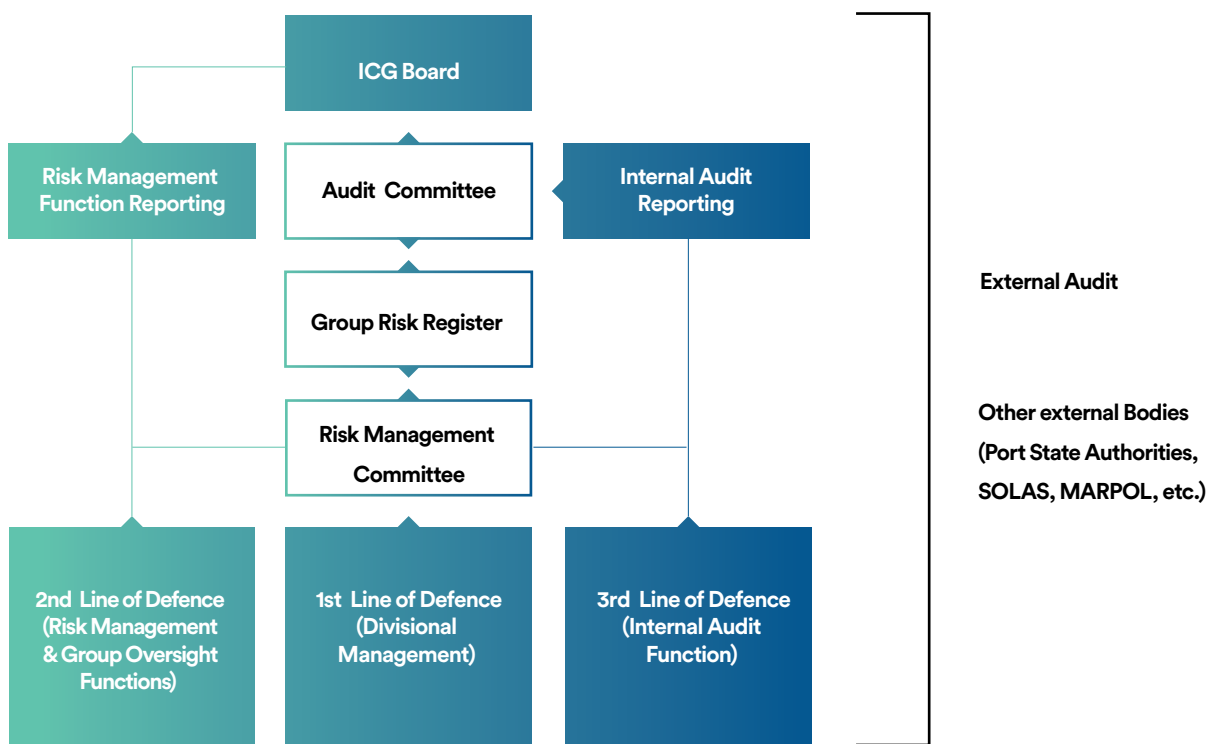 ICG Board
Risk Management
Function Reporting
Audit Committee
Internal Audit
Reporting
Group Risk Register
External Audit
Risk Management
Committee
Other external Bodies
(Port State Authorities,
SOLAS, MARPOL, etc.)
2nd Line of Defence
(Risk Management
& Group Oversight
Functions)
1st Line of Defence
(Divisional
Management)
3rd Line of Defence
(Internal Audit
Function)